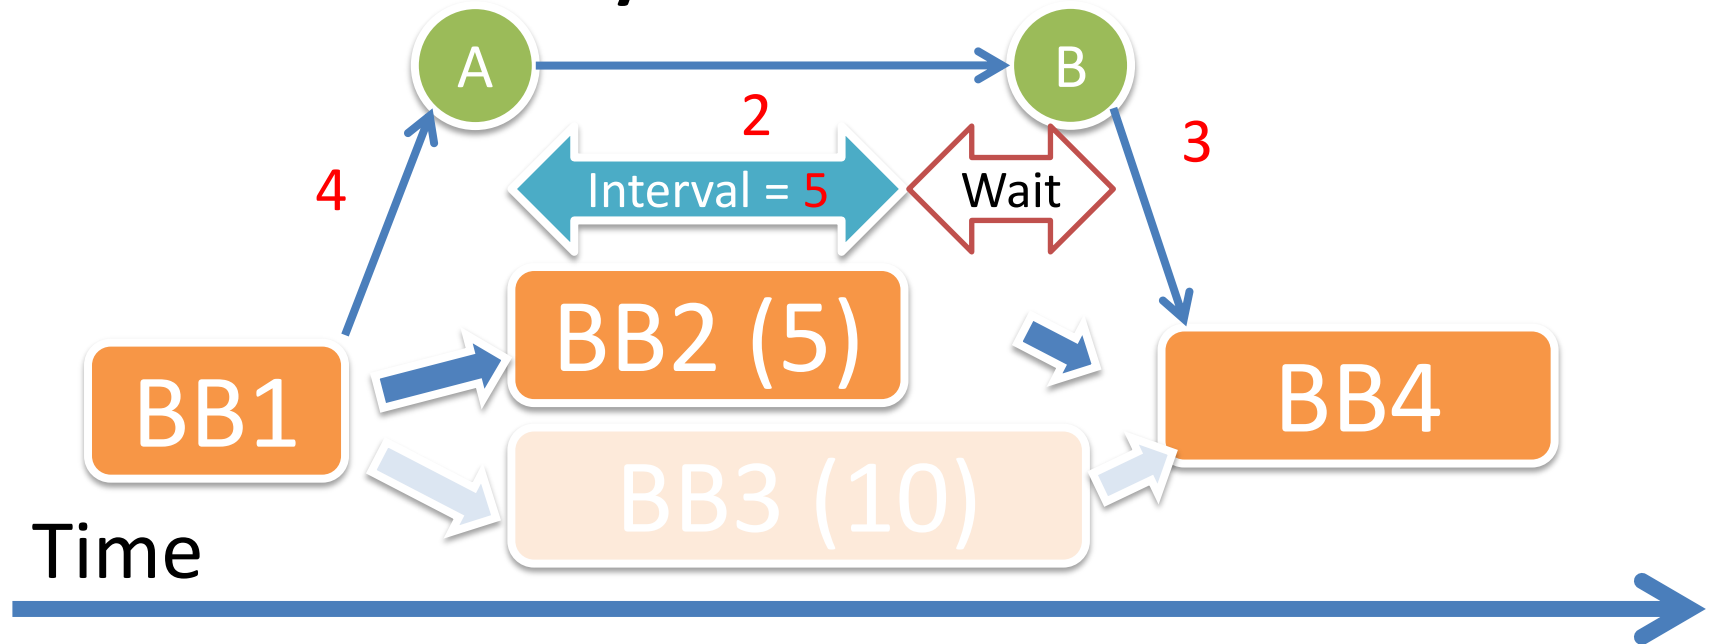 A
B
2
3
4
Interval = 5
Wait
BB2 (5)
BB1
BB4
BB3 (10)
Time